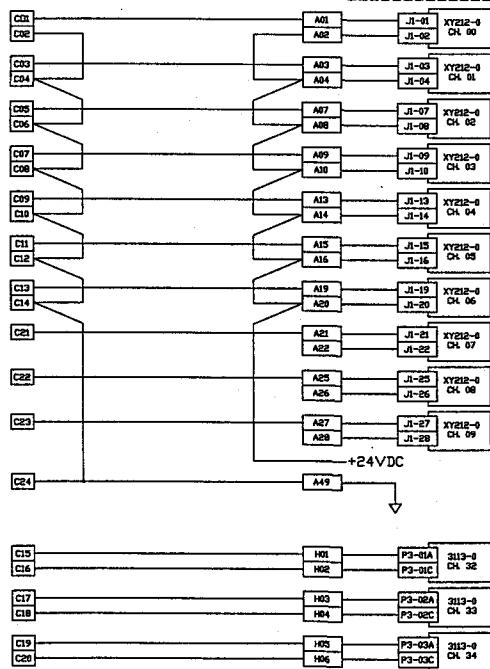 C01 A01 J1-01 XY212-0
C02 A02 J1-02 CH. 00
C03 A03 J1-03 XY212-0
C04 A04 J1-04 CH. 01
C05 A07 J1-07 XY212-0
C06 A08 J1-08 CH. 02
C07 A09 J1-09 XY212-0
C08 A10 J1-10 CH. 03
C09 A13 J1-13 XY212-0
C10 A14 J1-14 CH. 04
C11 A15 J1-15 XY212-0
C12 A16 J1-16 CH. 05
C13 A19 J1-19 XY212-0
C14 A20 J1-20 CH. 06
C21 A21 J1-21 XY212-0
A22 J1-22 CH. 07
C22 A25 J1-25 XY212-0
A26 J1-26 CH. 08
C23 A27 J1-27 XY212-0
A28 J1-28 CH. 09
+24VDC
C24 A49
C15 H01 P3-01A 3113-0
C16 H02 P3-01C CH. 32
C17 H03 P3-02A 3113-0
C18 H04 P3-02C CH. 33
C19 H05 P3-03A 3113-0
C20 H06 P3-03C CH. 34